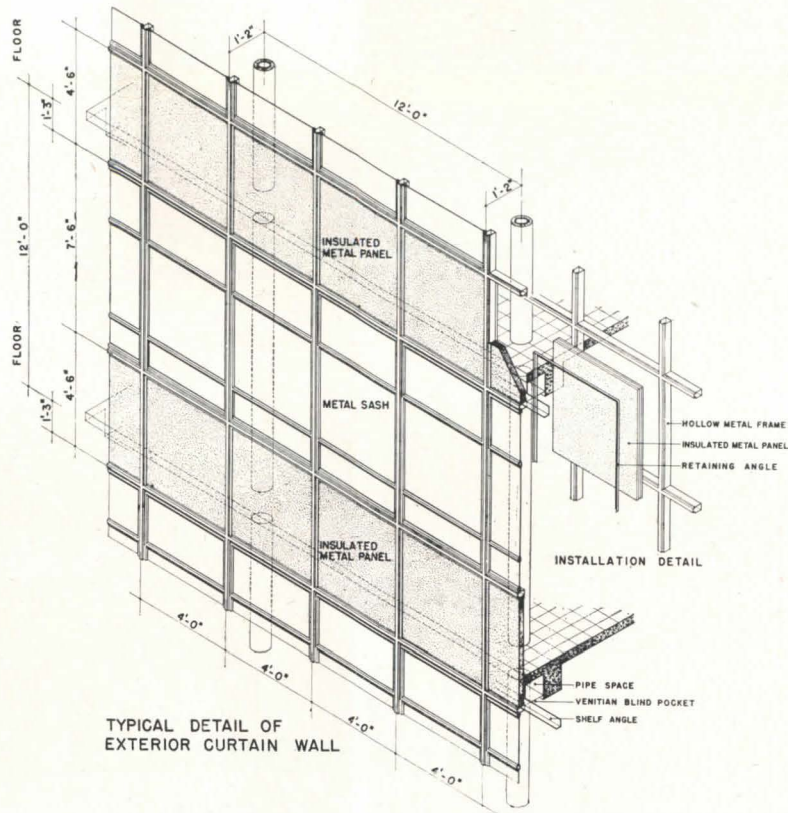 FLOOR
4'-6"
1'-3"
12'-0"
7'-6"
FLOOR
4'-6"
1'-3"
1'-2"
12'-0"
1'-2"
INSULATED
METAL PANEL
METAL SASH
INSULATED
METAL PANEL
HOLLOW METAL FRAME
INSULATED METAL PANEL
RETAINING ANGLE
INSTALLATION DETAIL
PIPE SPACE
VENITIAN BLIND POCKET
SHELF ANGLE
4'-0"
4'-0"
4'-0"
4'-0"
TYPICAL DETAIL OF
EXTERIOR CURTAIN WALL